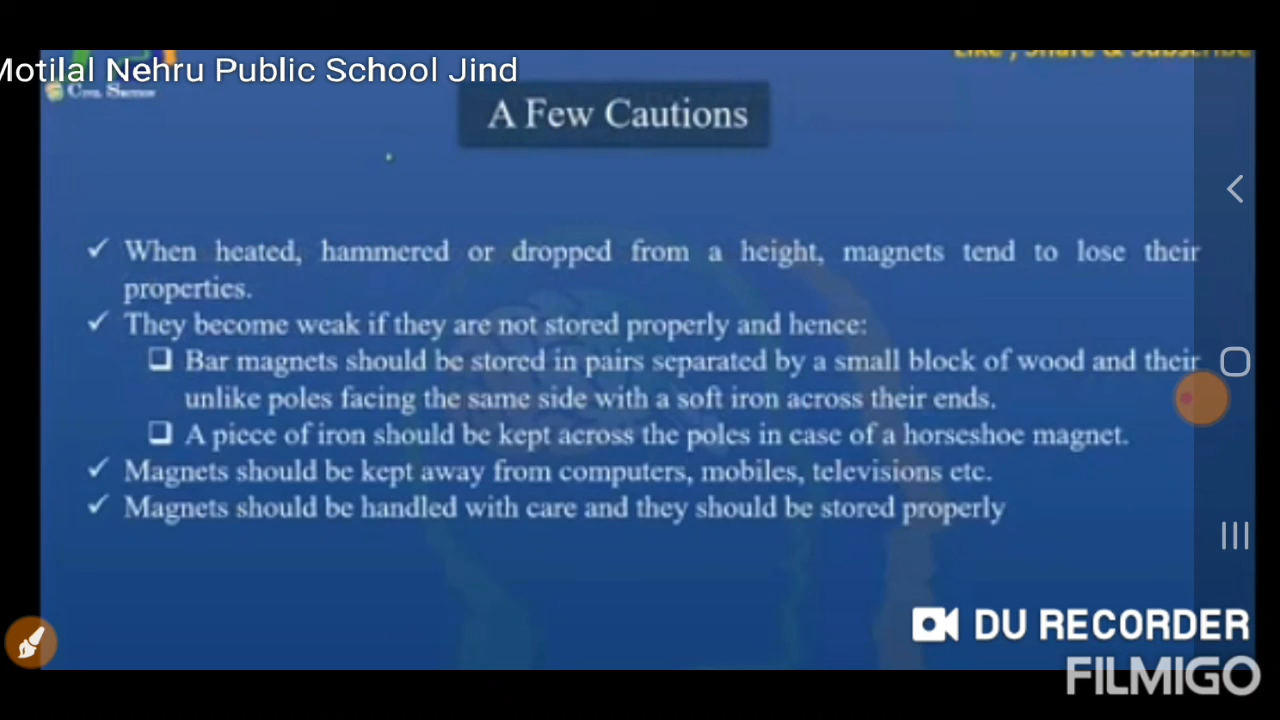 Like , Share & Subscribe
Motilal Nehru Public School Jind
A Few Cautions
✓ When heated, hammered or dropped from a height, magnets tend to lose their
properties.
✓ They become weak if they are not stored properly and hence:
❑ Bar magnets should be stored in pairs separated by a small block of wood and their
unlike poles facing the same side with a soft iron across their ends.
❑ A piece of iron should be kept across the poles in case of a horseshoe magnet.
✓ Magnets should be kept away from computers, mobiles, televisions etc.
✓ Magnets should be handled with care and they should be stored properly
DU RECORDER
FILMIGO